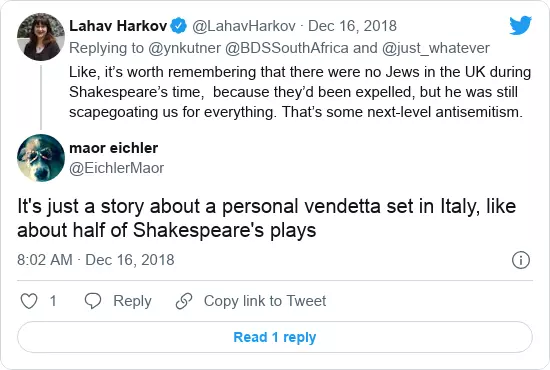 Lahav Harkov @LahavHarkov · Dec 16, 2018
Replying to @ynkutner @BDSSouthAfrica and @just_whatever
Like, it's worth remembering that there were no Jews in the UK during
Shakespeare's time, because they'd been expelled, but he was still
scapegoating us for everything. That's some next-level antisemitism.
maor eichler
@EichlerMaor
It's just a story about a personal vendetta set in Italy, like
about half of Shakespeare's plays
8:02 AM · Dec 16, 2018
1 Reply Copy link to Tweet
Read 1 reply